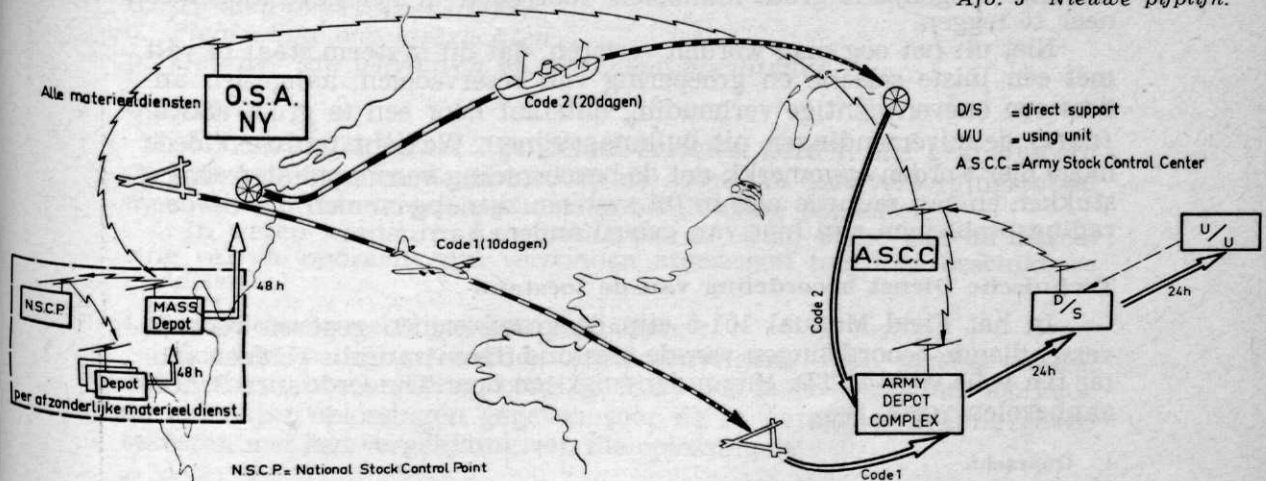 Afb. 5 Nieuwe pijplijn.
Alle materieeldiensten
O.S.A.
NY
Code 2 (20dagen)
D/S = direct support
U/U = using unit
A.S.C.C. = Army Stock Control Center
Code 1 (10dagen)
Code 2
A.S.C.C.
U/U
24h
D/S
24h
N.S.C.P
MASS
Depot
48h
Depot
48h
per afzonderlijke materieel dienst.
ARMY
DEPOT
COMPLEX
Code 1
N.S.C.P.= National Stock Control Point